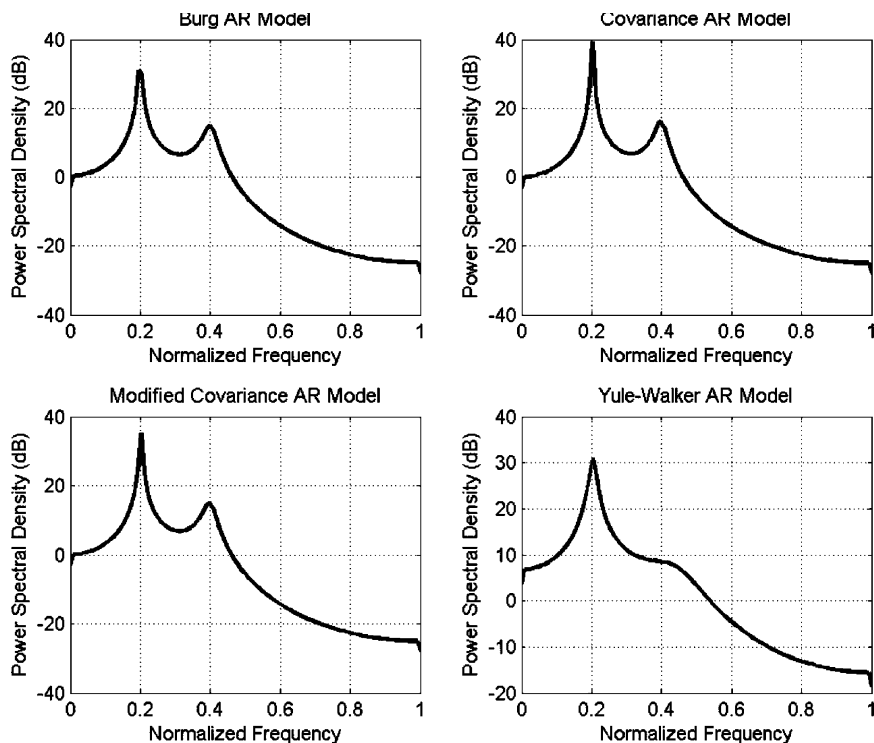 Burg AR Model
Power Spectral Density (dB)
40
20
0
-20
-40
0 0.2 0.4 0.6 0.8 1
Normalized Frequency
Covariance AR Model
Power Spectral Density (dB)
40
20
0
-20
-40
0 0.2 0.4 0.6 0.8 1
Normalized Frequency
Modified Covariance AR Model
Power Spectral Density (dB)
40
20
0
-20
-40
0 0.2 0.4 0.6 0.8 1
Normalized Frequency
Yule-Walker AR Model
Power Spectral Density (dB)
40
30
20
10
0
-10
-20
0 0.2 0.4 0.6 0.8 1
Normalized Frequency